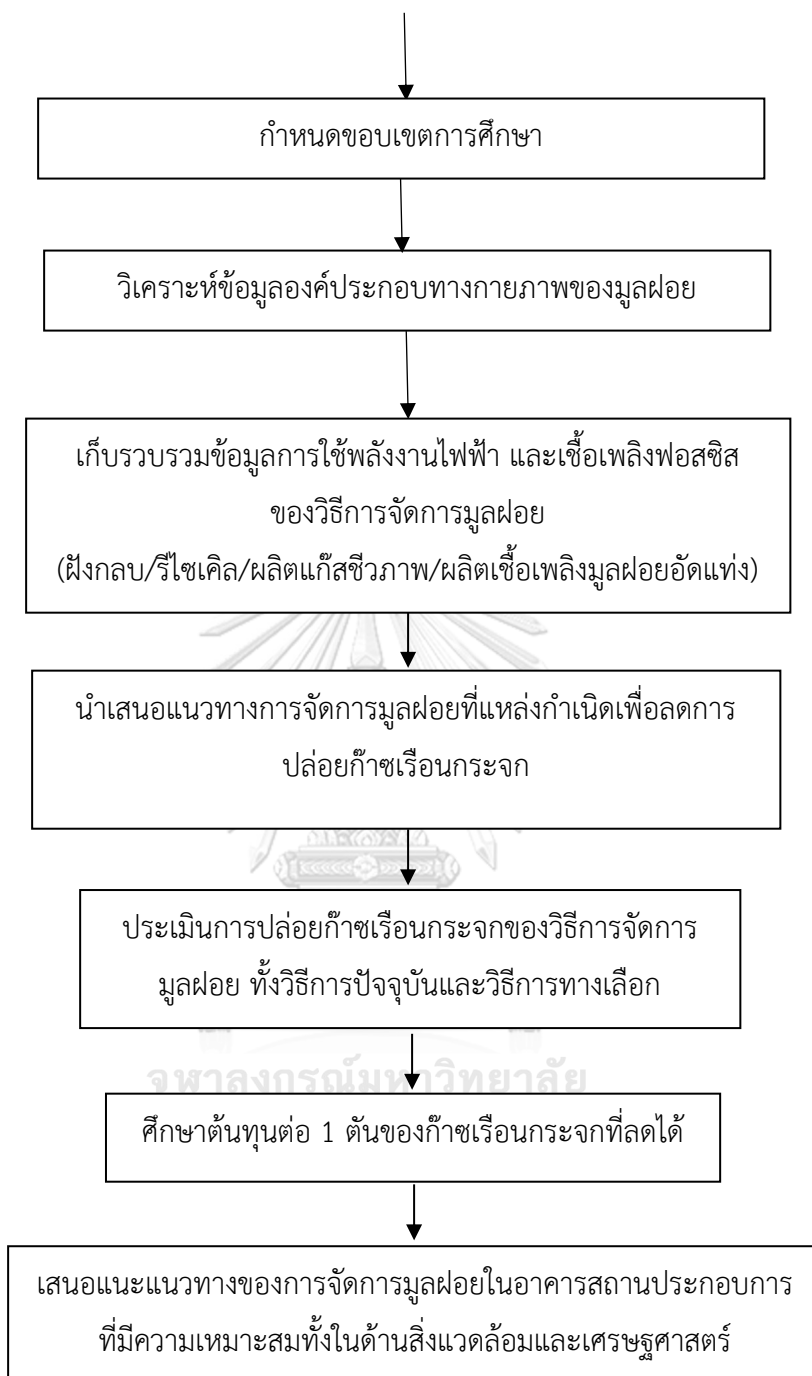 กำหนดขอบเขตการศึกษา
วิเคราะห์ข้อมูลองค์ประกอบทางกายภาพของมูลฝอย
เก็บรวบรวมข้อมูลการใช้พลังงานไฟฟ้า และเชื้อเพลิงฟอสซิส
ของวิธีการจัดการมูลฝอย
(ฝังกลบ/รีไซเคิล/ผลิตแก๊สชีวภาพ/ผลิตเชื้อเพลิงมูลฝอยอัดแท่ง)
นำเสนอแนวทางการจัดการมูลฝอยที่แหล่งกำเนิดเพื่อลดการ
ปล่อยก๊าซเรือนกระจก
ประเมินการปล่อยก๊าซเรือนกระจกของวิธีการจัดการ
มูลฝอย ทั้งวิธีการปัจจุบันและวิธีการทางเลือก
จุฬาลงกรณ์มหาวิทยาลัย
ศึกษาต้นทุนต่อ 1 ตันของก๊าซเรือนกระจกที่ลดได้
เสนอแนะแนวทางของการจัดการมูลฝอยในอาคารสถานประกอบการ
ที่มีความเหมาะสมทั้งในด้านสิ่งแวดล้อมและเศรษฐศาสตร์